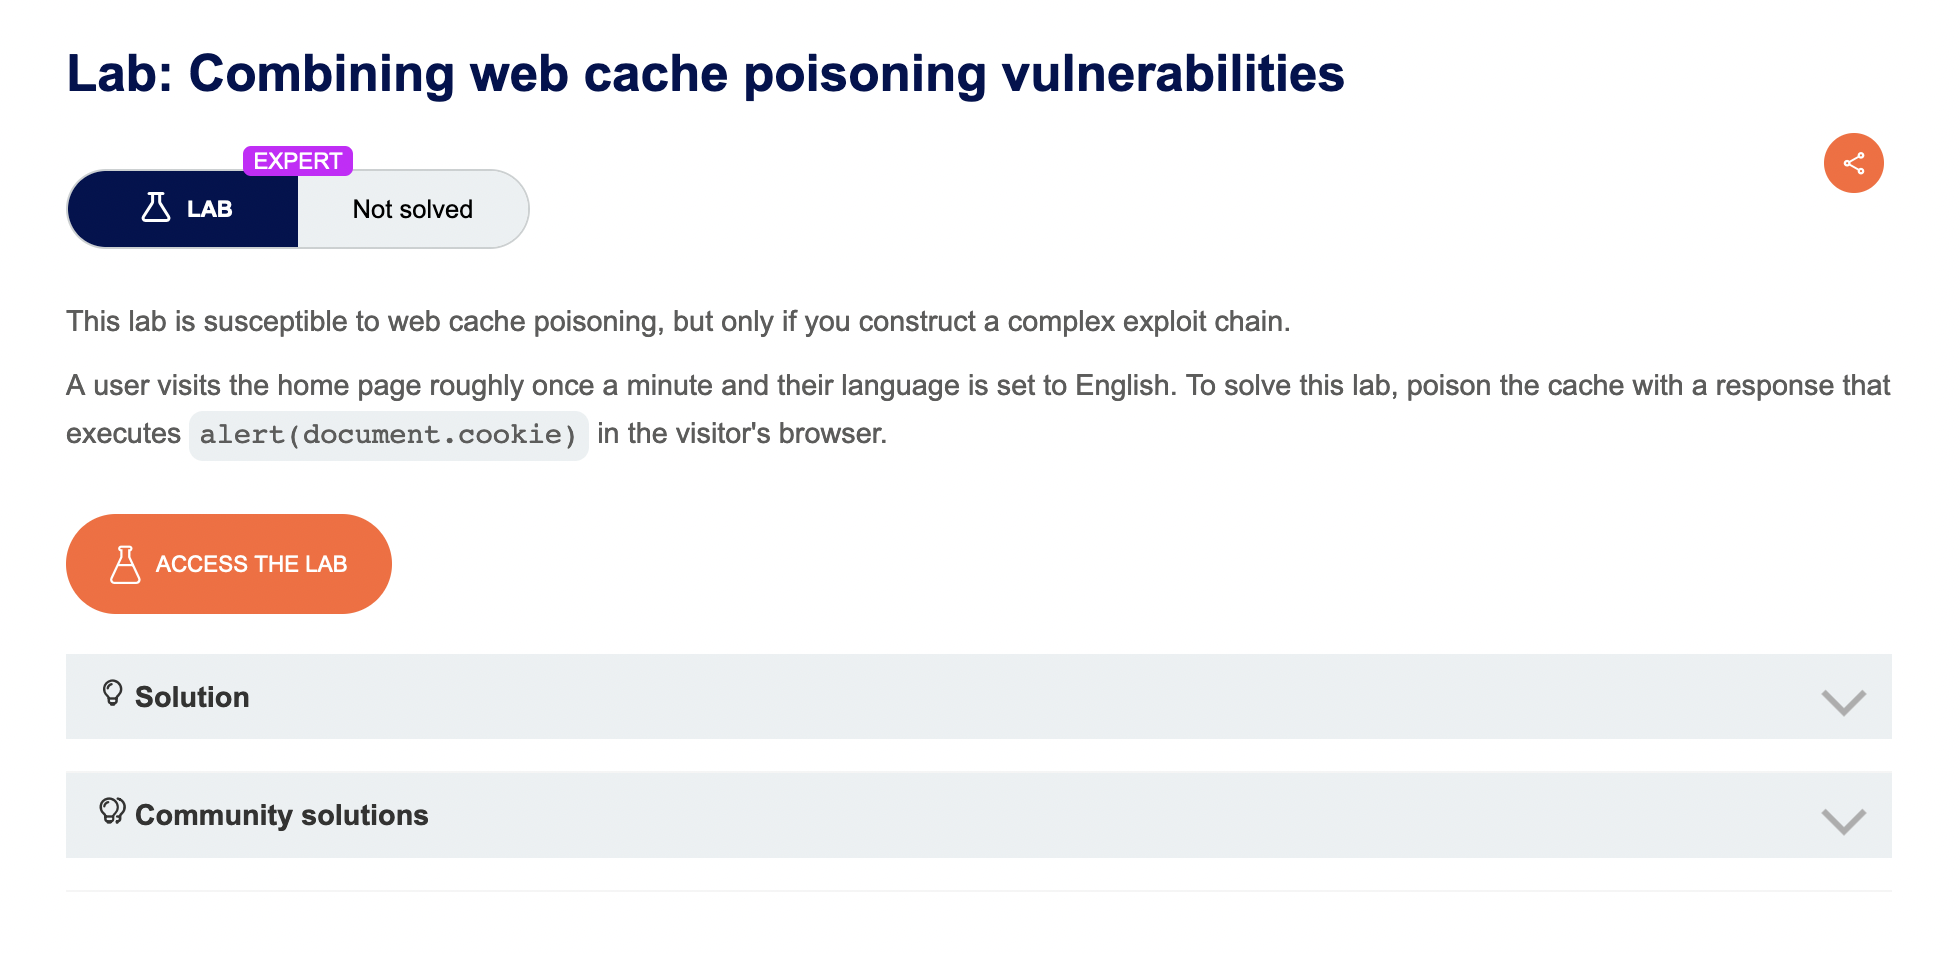 Lab: Combining web cache poisoning vulnerabilities
EXPERT
LAB
Not solved
This lab is susceptible to web cache poisoning, but only if you construct a complex exploit chain.
A user visits the home page roughly once a minute and their language is set to English. To solve this lab, poison the cache with a response that
executes alert(document.cookie) in the visitor's browser.
ACCESS THE LAB
Solution
Community solutions